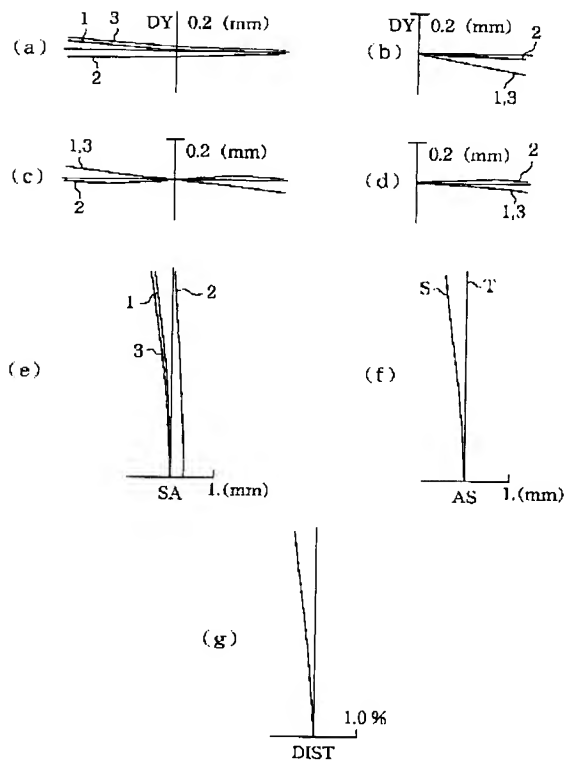 (a) 1 3 DY 0.2 (mm) 2
(b) DY 0.2 (mm) 2 1,3
(c) 1,3 0.2 (mm) 2
(d) 0.2 (mm) 2 1,3
(e) 1 2 3
SA 1.(mm)
(f) S T
AS 1.(mm)
(g)
1.0 %
DIST